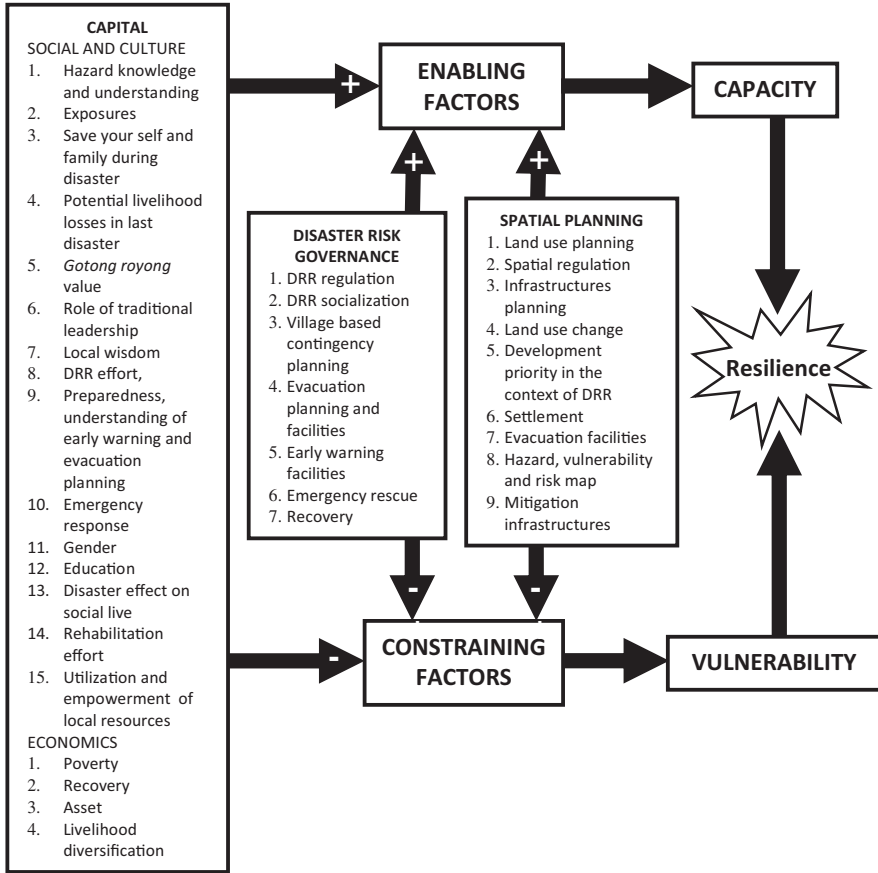 CAPITAL
SOCIAL AND CULTURE
1. Hazard knowledge
and understanding
2. Exposures
3. Save your self and
family during
disaster
4. Potential livelihood
losses in last
disaster
5. Gotong royong
value
6. Role of traditional
leadership
7. Local wisdom
8. DRR effort,
9. Preparedness,
understanding of
early warning and
evacuation
planning
10. Emergency
response
11. Gender
12. Education
13. Disaster effect on
social live
14. Rehabilitation
effort
15. Utilization and
empowerment of
local resources
ECONOMICS
1. Poverty
2. Recovery
3. Asset
4. Livelihood
diversification
+
ENABLING
FACTORS
CAPACITY
+
+
DISASTER RISK
GOVERNANCE
1. DRR regulation
2. DRR socialization
3. Village based
contingency
planning
4. Evacuation
planning and
facilities
5. Early warning
facilities
6. Emergency rescue
7. Recovery
SPATIAL PLANNING
1. Land use planning
2. Spatial regulation
3. Infrastructures
planning
4. Land use change
5. Development
priority in the
context of DRR
6. Settlement
7. Evacuation facilities
8. Hazard, vulnerability
and risk map
9. Mitigation
infrastructures
Resilience
-
-
-
CONSTRAINING
FACTORS
VULNERABILITY